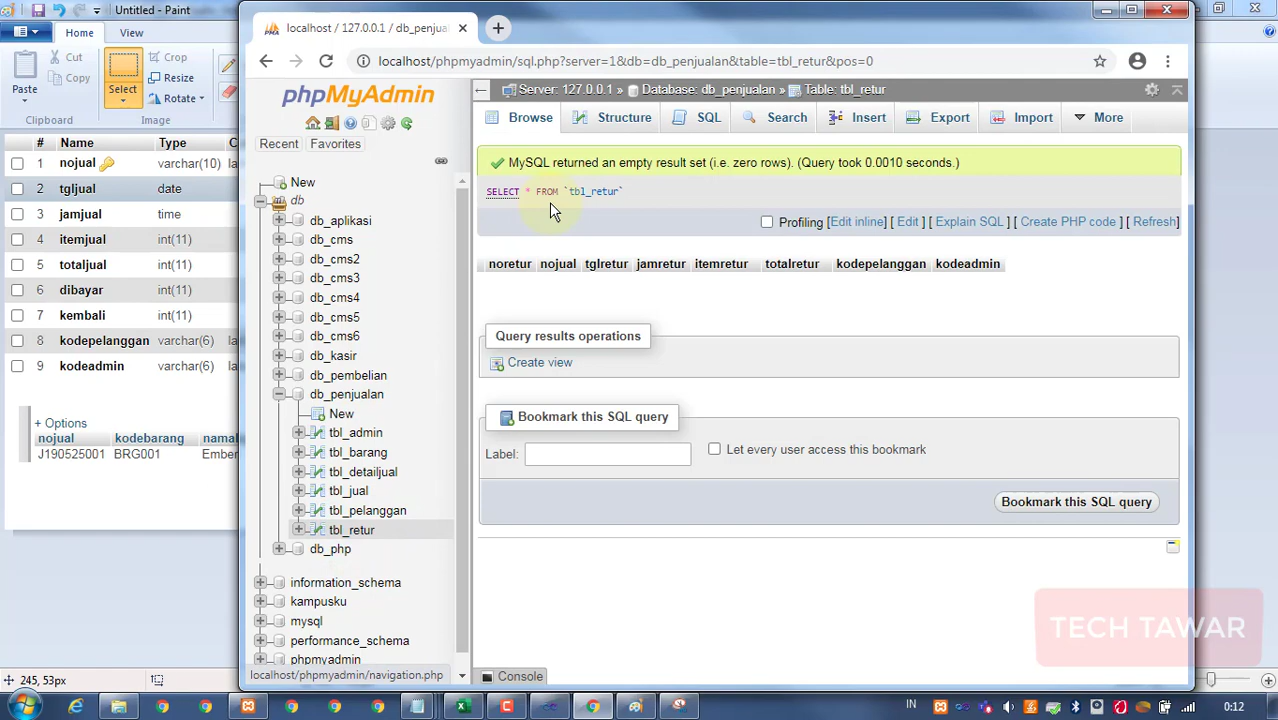 Untitled - Paint
Home
View
Paste
Cut
Copy
Clipboard
Select
Crop
Resize
Rotate
Image
# Name Type
1 nojual varchar(10)
2 tgljual date
3 jamjual time
4 itemjual int(11)
5 totaljual int(11)
6 dibayar int(11)
7 kembali int(11)
8 kodepelanggan varchar(6)
9 kodeadmin varchar(6)
+ Options
nojual kodebarang
J190525001 BRG001 Ember
245, 53px
localhost / 127.0.0.1 / db_penjua
localhost/phpmyadmin/sql.php?server=1&db=db_penjualan&table=tbl_retur&pos=0
phpMyAdmin
Recent Favorites
New
db
db_aplikasi
db_cms
db_cms2
db_cms3
db_cms4
db_cms5
db_cms6
db_kasir
db_pembelian
db_penjualan
New
tbl_admin
tbl_barang
tbl_detailjual
tbl_jual
tbl_pelanggan
tbl_retur
db_php
information_schema
kampusku
mysql
performance_schema
phpmyadmin
localhost/phpmyadmin/navigation.php
Server: 127.0.0.1 » Database: db_penjualan » Table: tbl_retur
Browse Structure SQL Search Insert Export Import More
MySQL returned an empty result set (i.e. zero rows). (Query took 0.0010 seconds.)
SELECT * FROM `tbl_retur`
Profiling [Edit inline] [ Edit ] [ Explain SQL ] [ Create PHP code ] [ Refresh]
noretur nojual tglretur jamretur itemretur totalretur kodepelanggan kodeadmin
Query results operations
Create view
Bookmark this SQL query
Label:
Let every user access this bookmark
Bookmark this SQL query
Console
TECH TAWAR
IN
0:12